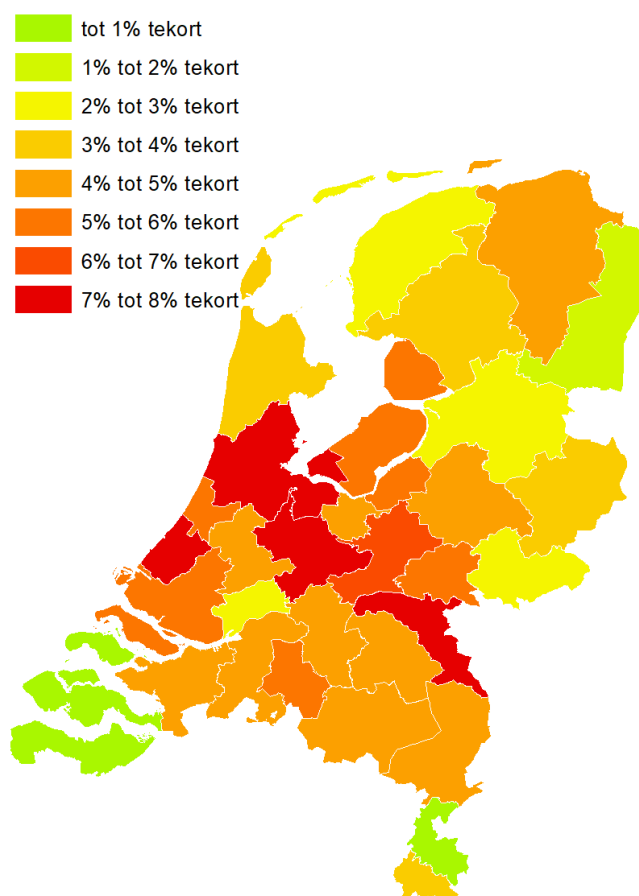 tot 1% tekort
1% tot 2% tekort
2% tot 3% tekort
3% tot 4% tekort
4% tot 5% tekort
5% tot 6% tekort
6% tot 7% tekort
7% tot 8% tekort